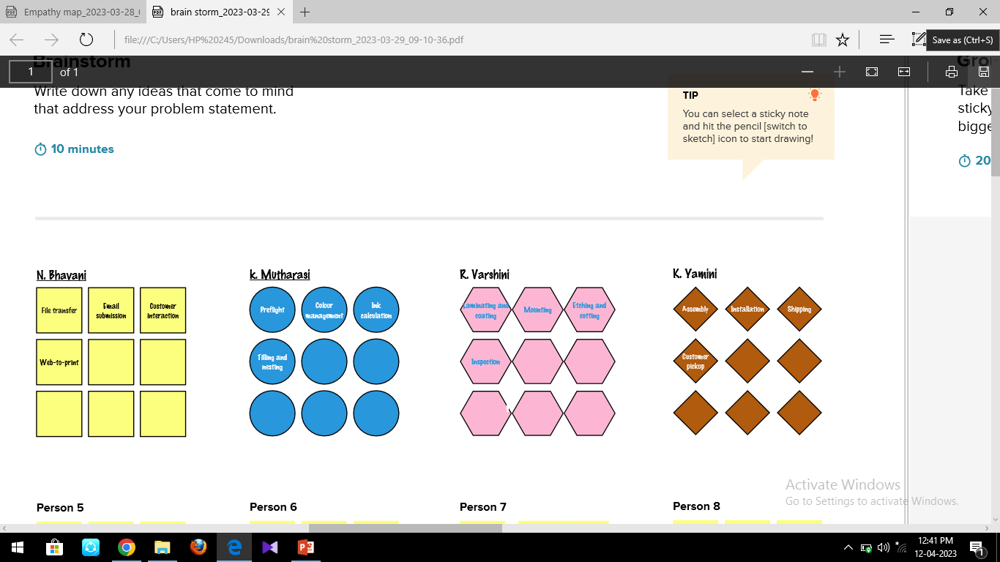 Empathy map_2023-03-28_
brain storm_2023-03-29
file:///C:/Users/HP%20245/Downloads/brain%20storm_2023-03-29_09-10-36.pdf
Save as (Ctrl+S)
Brainstorm
1 of 1
Write down any ideas that come to mind
that address your problem statement.
10 minutes
TIP
You can select a sticky note
and hit the pencil [switch to
sketch] icon to start drawing!
Take
sticky
bigge
20
N. Bhavani
File transfer
Email
submission
Customer
interaction
Web-to-print
k. Mutharasi
Preflight
Colour
management
Ink
calculation
Tilling and
nesting
R. Varshini
Laminating and
coating
Mounting
Etching and
cutting
Inspection
K. Yamini
Assembly
Installation
Shipping
Customer
pickup
Person 5
Person 6
Person 7
Person 8
Activate Windows
Go to Settings to activate Windows.
12:41 PM
12-04-2023
1